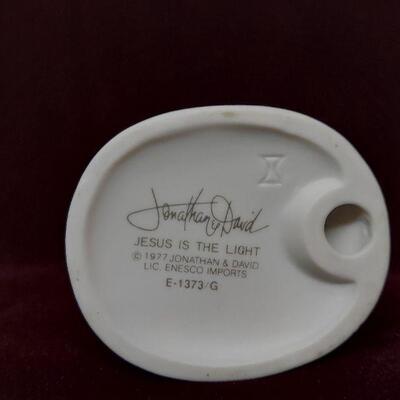 Jonathan & David
JESUS IS THE LIGHT
© 1977 JONATHAN & DAVID
LIC. ENESCO IMPORTS
E-1373/G